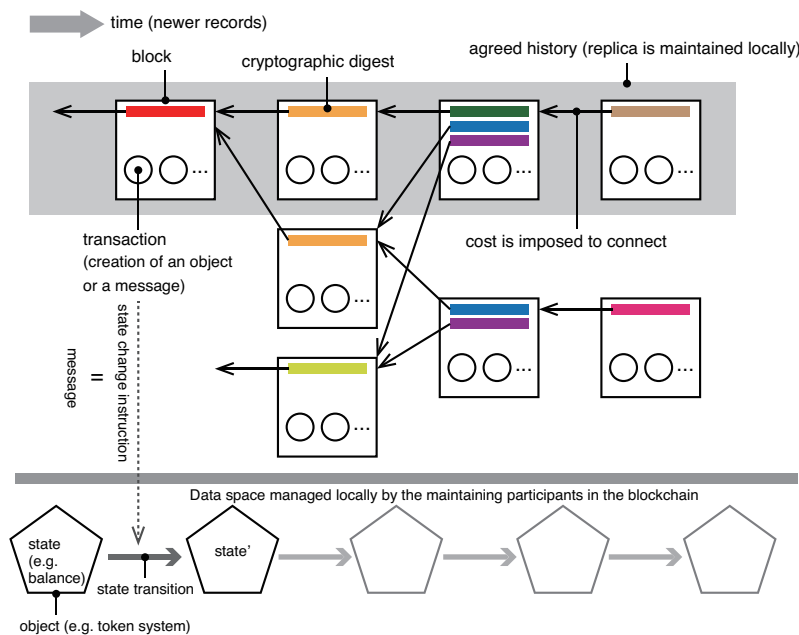 time (newer records)
block
cryptographic digest
agreed history (replica is maintained locally)
...
...
...
...
transaction
(creation of an object
or a message)
cost is imposed to connect
...
...
...
...
state change instruction
=
message
Data space managed locally by the maintaining participants in the blockchain
state
(e.g.
balance)
state'
state transition
object (e.g. token system)